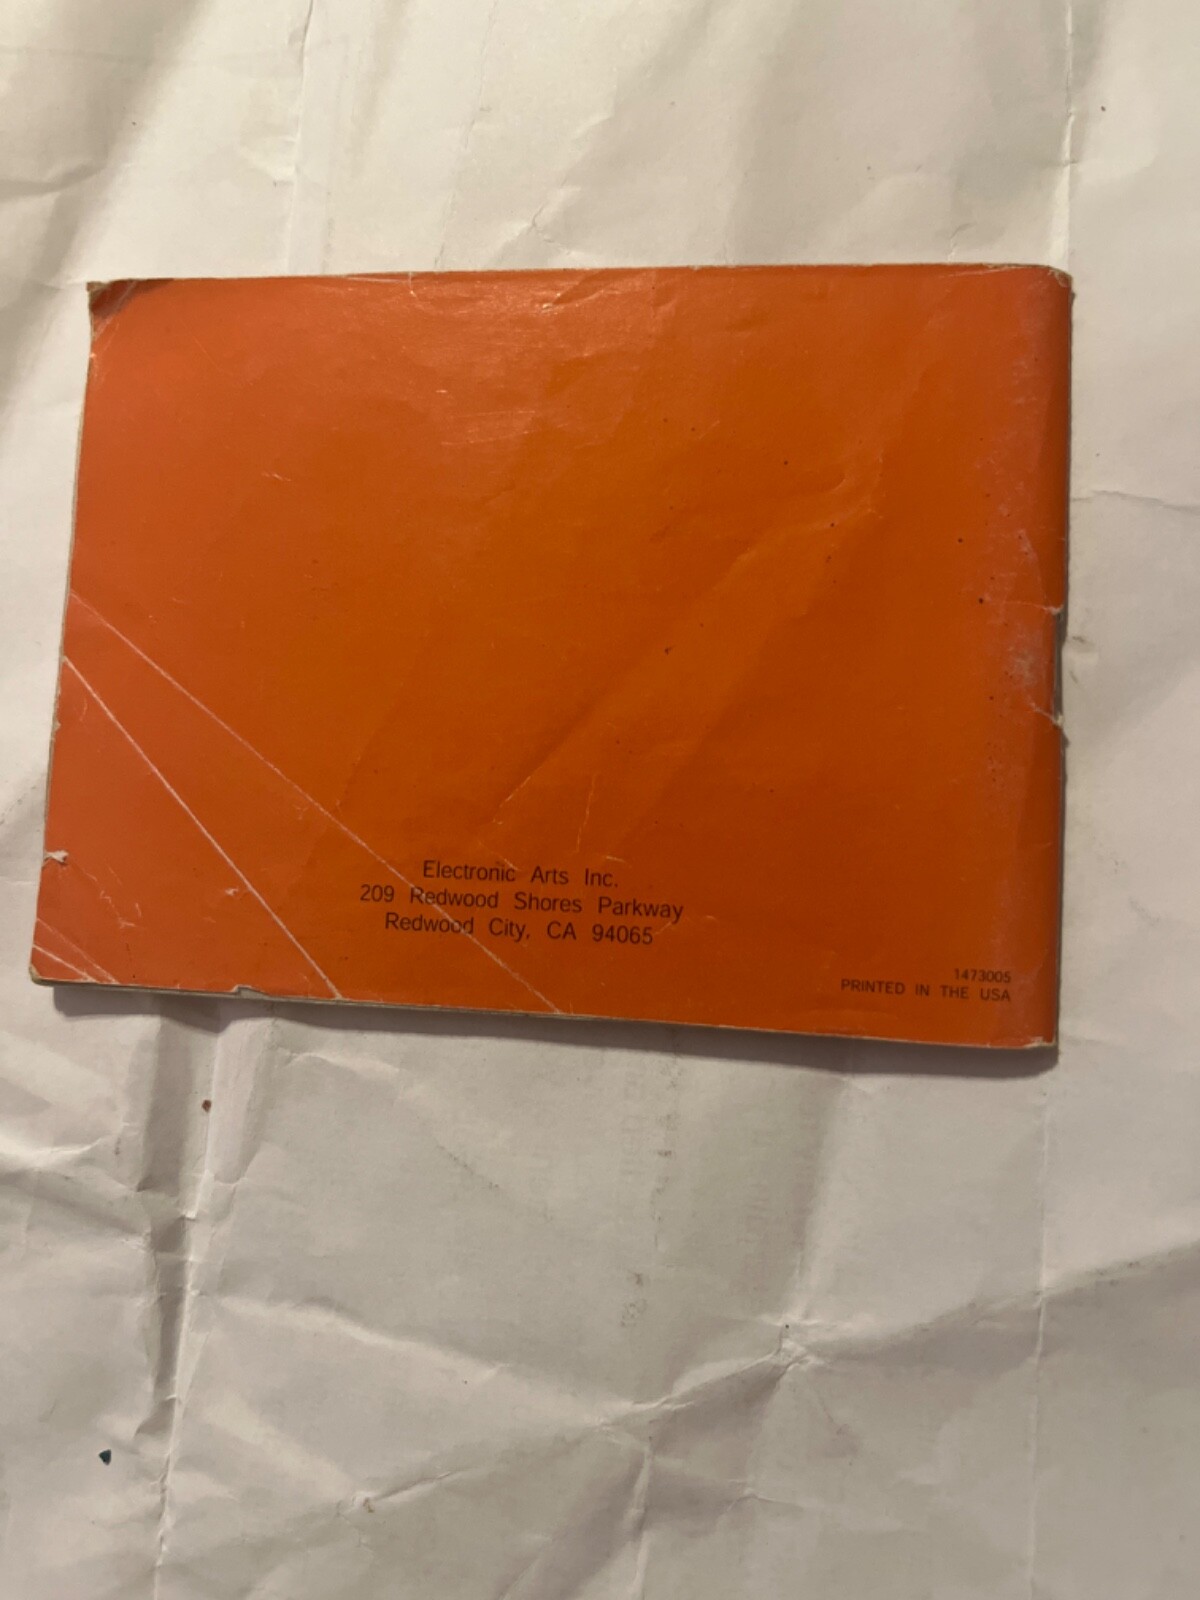 Electronic Arts Inc.
209 Redwood Shores Parkway
Redwood City, CA 94065
1473005
PRINTED IN THE USA